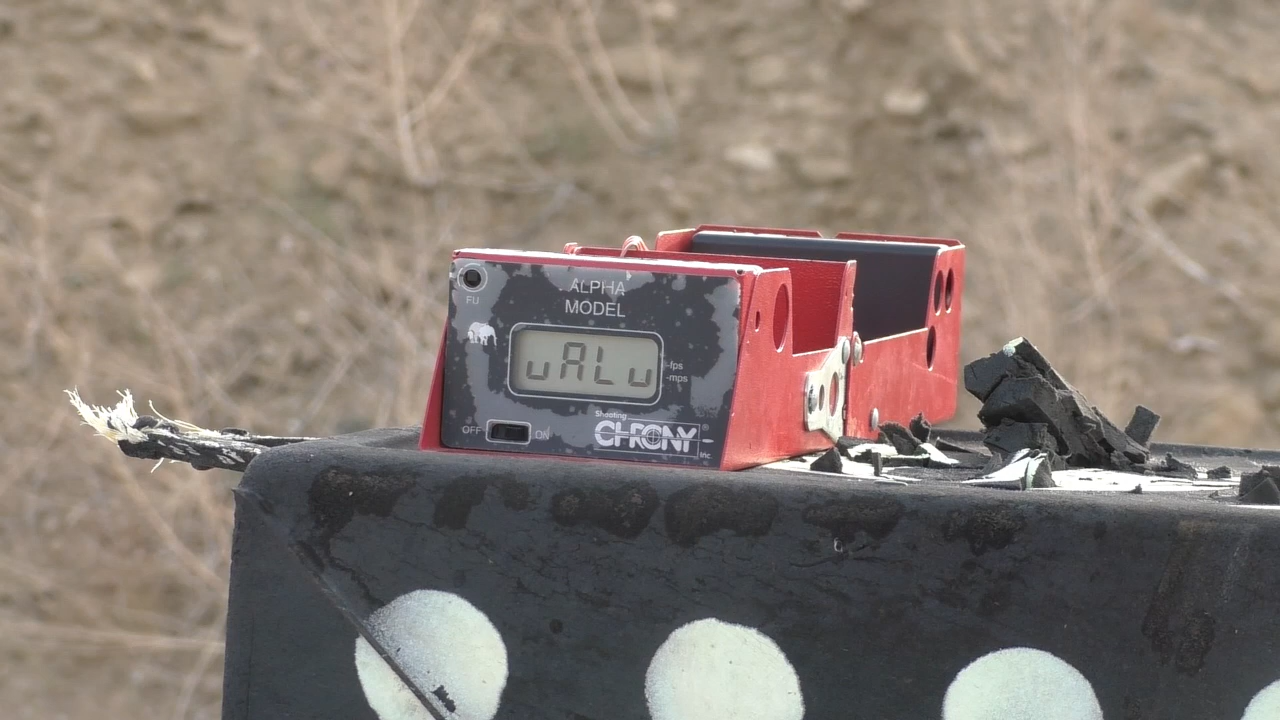 FU
ALPHA
MODEL
uALu
-fps
-mps
OFF ON
Shooting
CHRONY®
Inc.